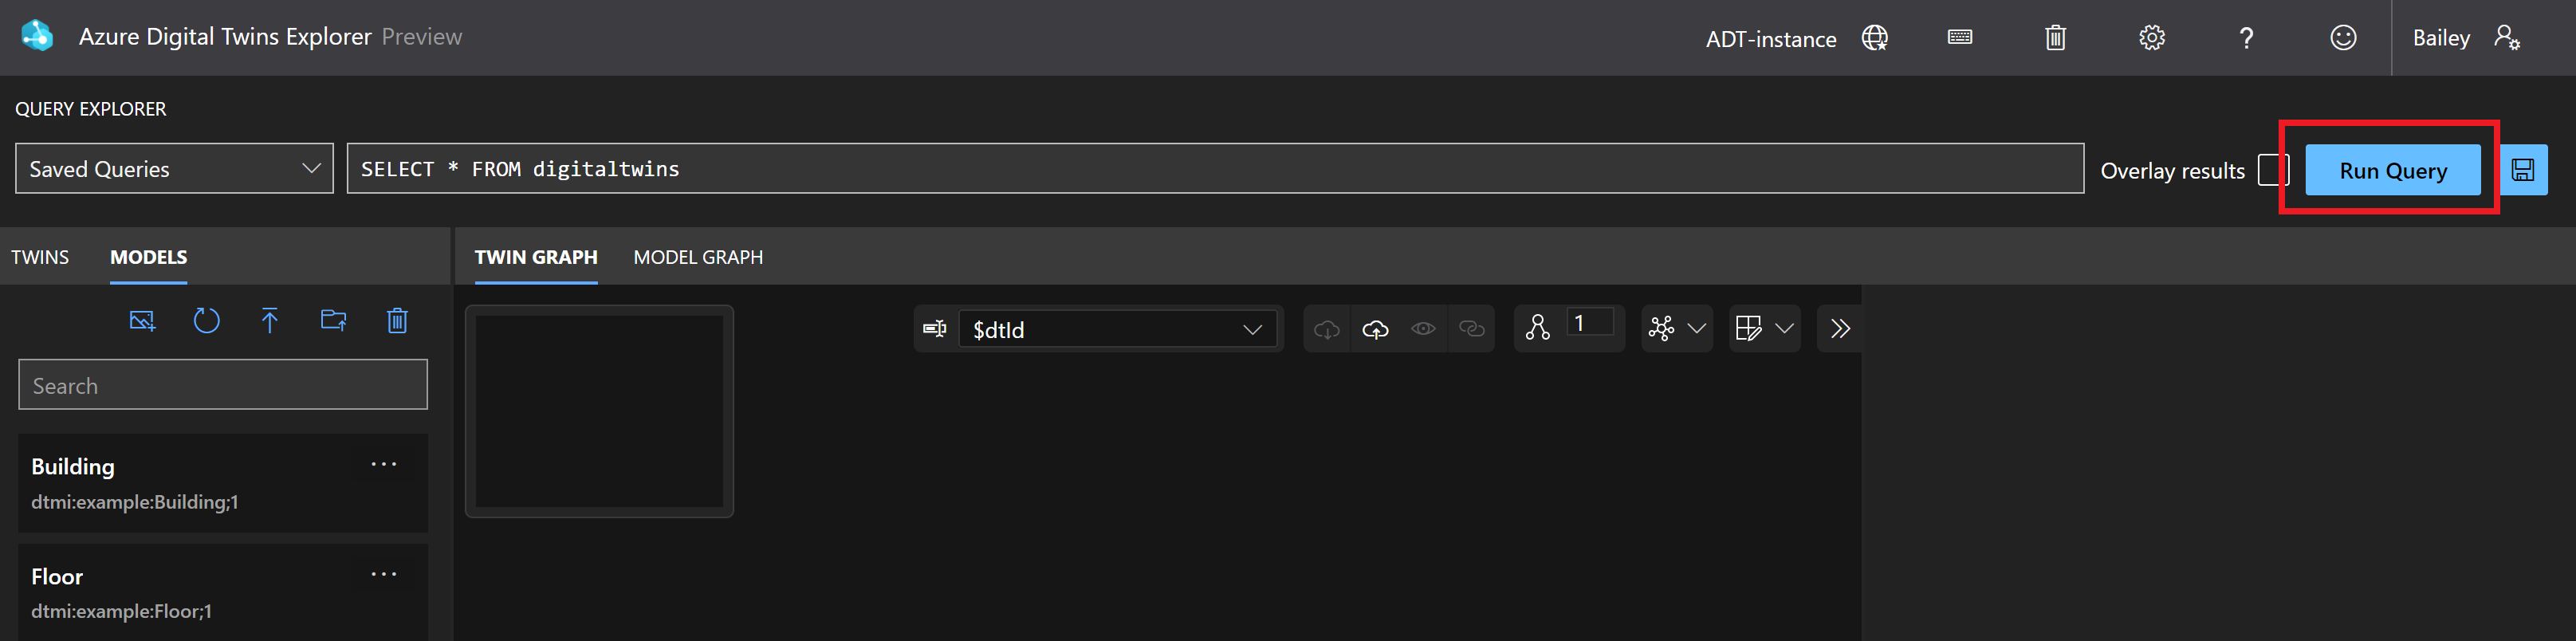 Azure Digital Twins Explorer Preview
ADT-instance
?
Bailey
QUERY EXPLORER
Saved Queries
SELECT * FROM digitaltwins
Overlay results
Run Query
TWINS
MODELS
TWIN GRAPH
MODEL GRAPH
$dtId
1
Search
Building
dtmi:example:Building;1
Floor
dtmi:example:Floor;1